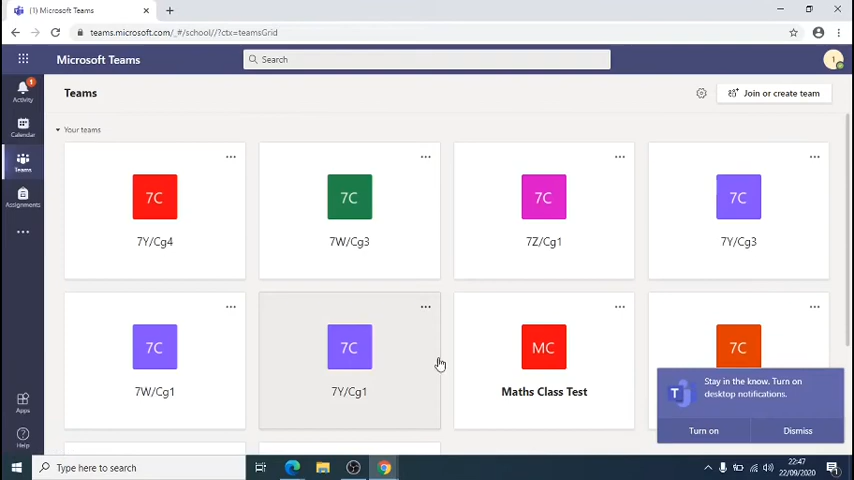 (1) Microsoft Teams
teams.microsoft.com/_#/school//?ctx=teamsGrid
Microsoft Teams
Search
1
1
Activity
Calendar
Teams
Assignments
Apps
Help
Teams
Join or create team
Your teams
7C
7Y/Cg4
7C
7W/Cg3
7C
7Z/Cg1
7C
7Y/Cg3
7C
7W/Cg1
7C
7Y/Cg1
MC
Maths Class Test
7C
T
Stay in the know. Turn on
desktop notifications.
Turn on
Dismiss
Type here to search
22:47
22/09/2020